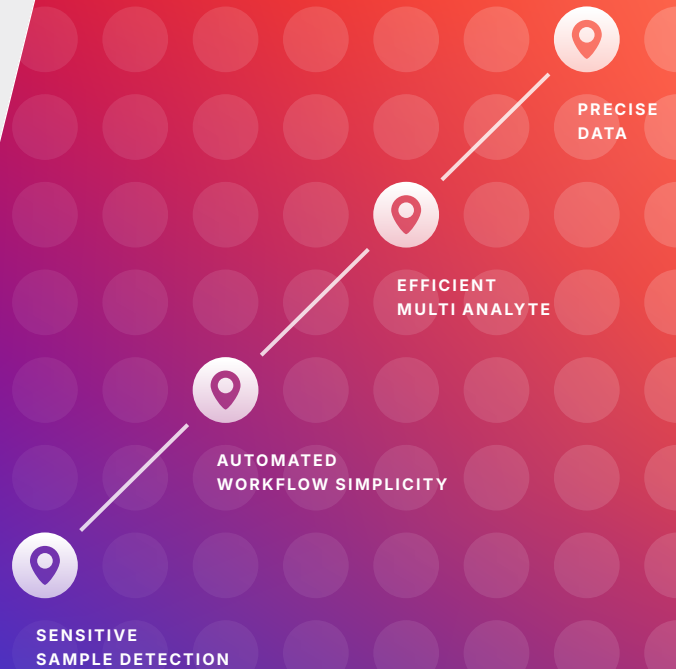 PRECISE
DATA
EFFICIENT
MULTI ANALYTE
AUTOMATED
WORKFLOW SIMPLICITY
SENSITIVE
SAMPLE DETECTION